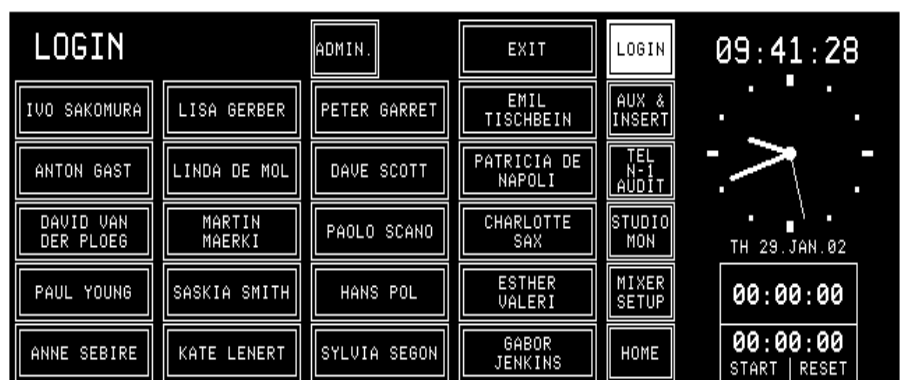 LOGIN
ADMIN.
EXIT
LOGIN
09:41:28
IVO SAKOMURA
LISA GERBER
PETER GARRET
EMIL
TISCHBEIN
AUX &
INSERT
ANTON GAST
LINDA DE MOL
DAVE SCOTT
PATRICIA DE
NAPOLI
TEL
N-1
AUDIT
DAVID VAN
DER PLOEG
MARTIN
MAERKI
PAOLO SCANO
CHARLOTTE
SAX
STUDIO
MON
TH 29.JAN.02
PAUL YOUNG
SASKIA SMITH
HANS POL
ESTHER
VALERI
MIXER
SETUP
00:00:00
ANNE SEBIRE
KATE LENERT
SYLVIA SEGON
GABOR
JENKINS
HOME
00:00:00
START RESET